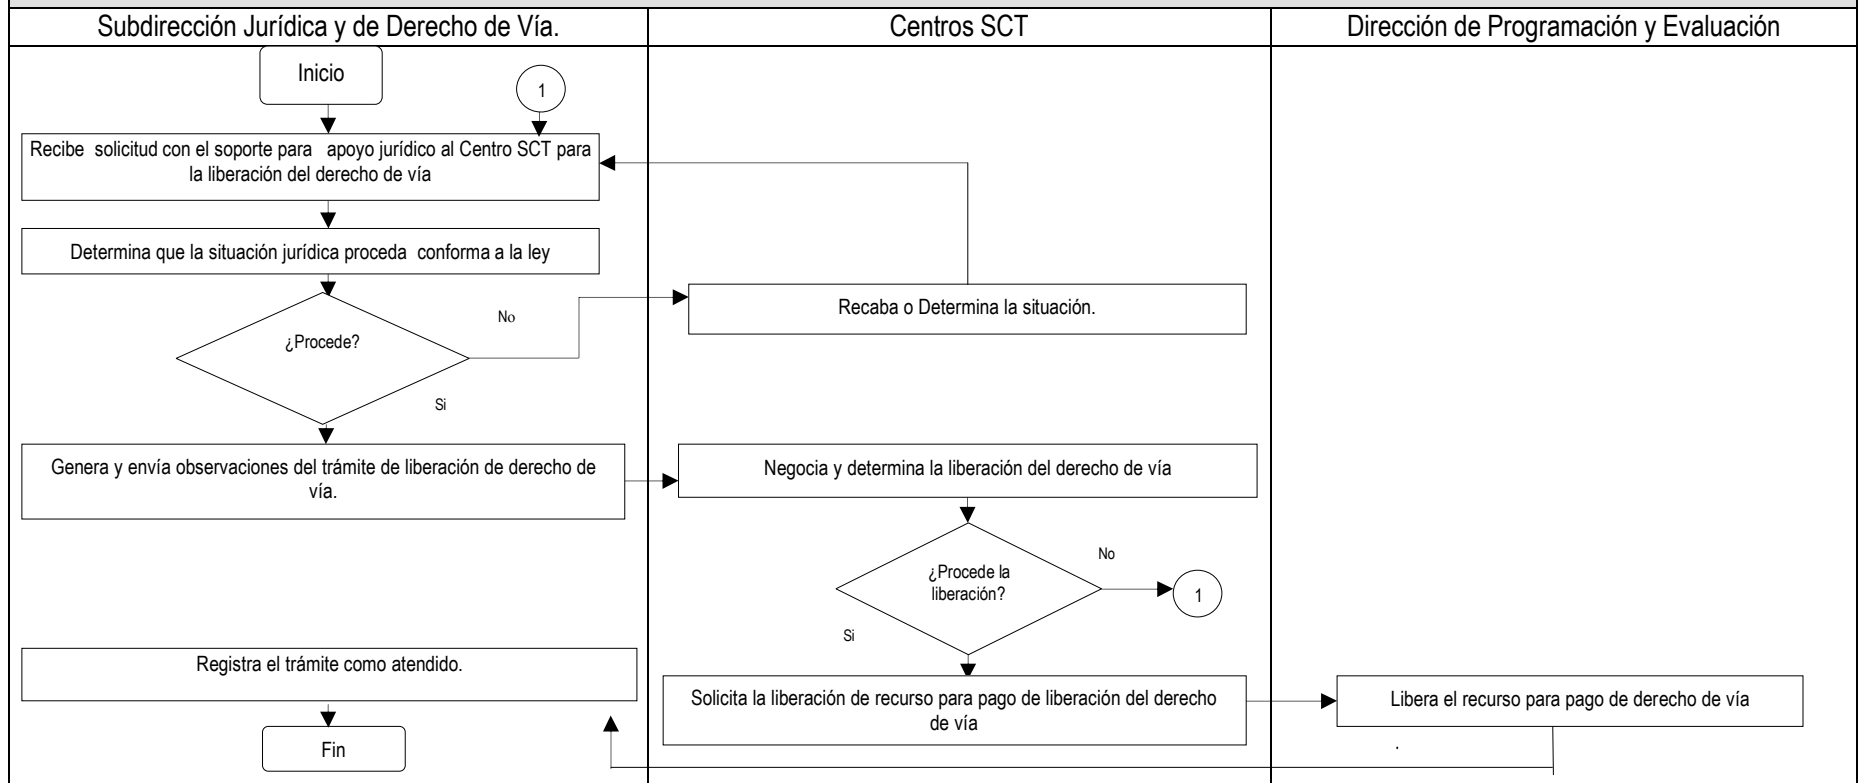 Subdirección Jurídica y de Derecho de Vía.
Centros SCT
Dirección de Programación y Evaluación
Inicio
1
Recibe solicitud con el soporte para apoyo jurídico al Centro SCT para
la liberación del derecho de vía
Determina que la situación jurídica proceda conforma a la ley
¿Procede?
No
Recaba o Determina la situación.
Si
Genera y envía observaciones del trámite de liberación de derecho de
vía.
Negocia y determina la liberación del derecho de vía
¿Procede la
liberación?
No
1
Si
Registra el trámite como atendido.
Solicita la liberación de recurso para pago de liberación del derecho
de vía
Libera el recurso para pago de derecho de vía
.
Fin